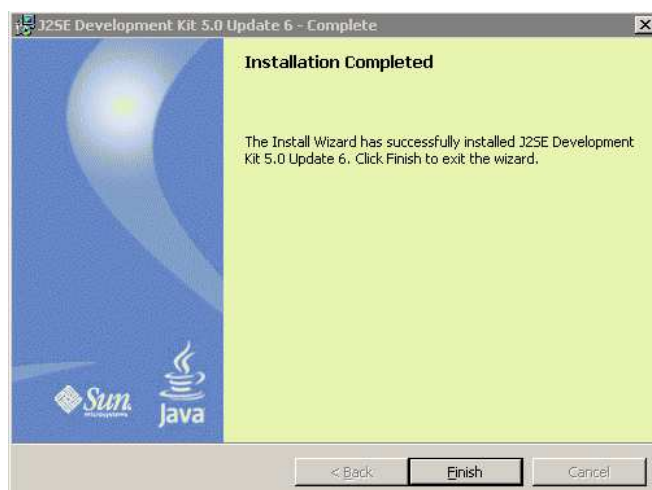 J2SE Development Kit 5.0 Update 6 - Complete
Installation Completed
The Install Wizard has successfully installed J2SE Development
Kit 5.0 Update 6. Click Finish to exit the wizard.
Sun
microsystems
Java
< Back
Finish
Cancel